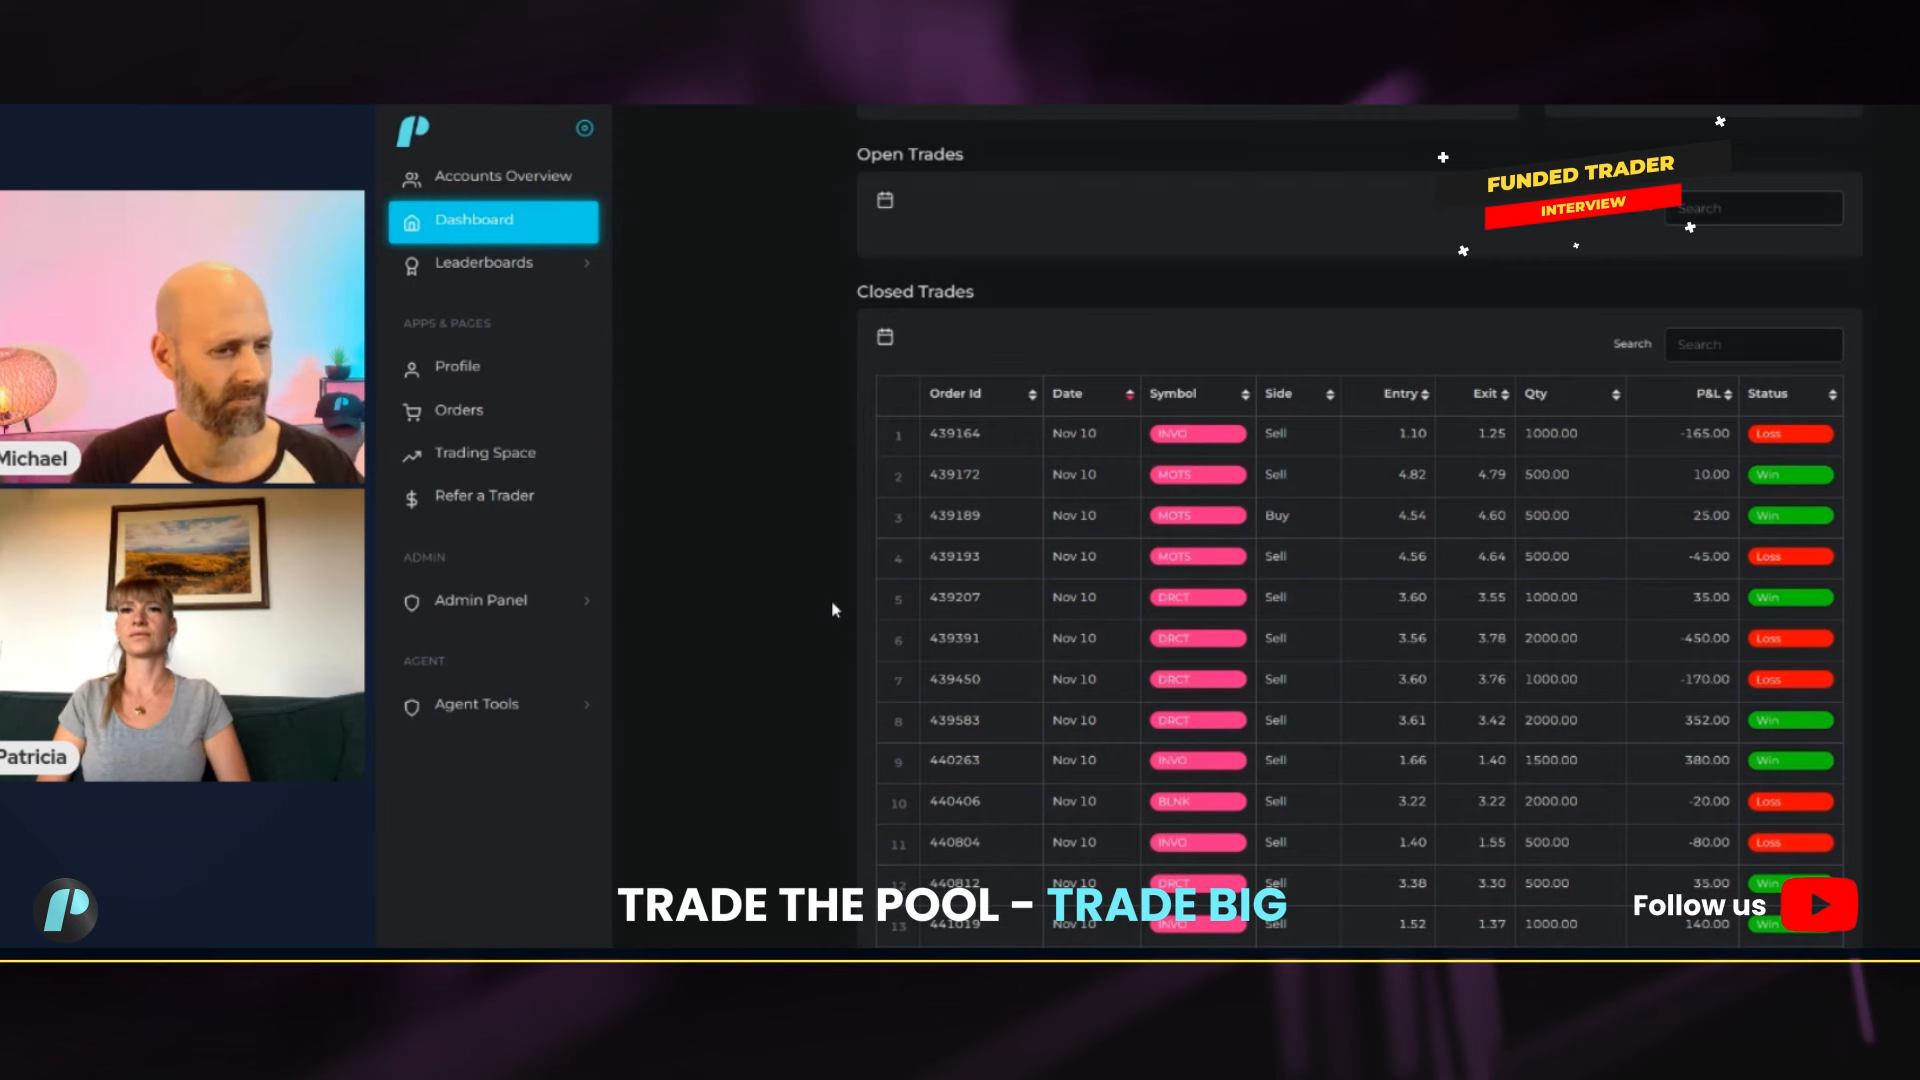 Michael
Patricia
Accounts Overview
Dashboard
Leaderboards
APPS & PAGES
Profile
Orders
Trading Space
Refer a Trader
ADMIN
Admin Panel
AGENT
Agent Tools
Open Trades
FUNDED TRADER
INTERVIEW
Search
Closed Trades
Search Search
Order Id Date Symbol Side Entry Exit Qty P&L Status
1 439164 Nov 10 INVO Sell 1.10 1.25 1000.00 -165.00 Loss
2 439172 Nov 10 MOTS Sell 4.82 4.79 500.00 10.00 Win
3 439189 Nov 10 MOTS Buy 4.54 4.60 500.00 25.00 Win
4 439193 Nov 10 MOTS Sell 4.56 4.64 500.00 -45.00 Loss
5 439207 Nov 10 DRCT Sell 3.60 3.55 1000.00 35.00 Win
6 439391 Nov 10 DRCT Sell 3.56 3.78 2000.00 -450.00 Loss
7 439450 Nov 10 DRCT Sell 3.60 3.76 1000.00 -170.00 Loss
8 439583 Nov 10 DRCT Sell 3.61 3.42 2000.00 352.00 Win
9 440263 Nov 10 INVO Sell 1.66 1.40 1500.00 380.00 Win
10 440406 Nov 10 BLNK Sell 3.22 3.22 2000.00 -20.00 Loss
11 440804 Nov 10 INVO Sell 1.40 1.55 500.00 -80.00 Loss
12 440812 Nov 10 DRCT Sell 3.38 3.30 500.00 35.00 Win
13 441019 Nov 10 INVO Sell 1.52 1.37 1000.00 140.00 Win
TRADE THE POOL - TRADE BIG
Follow us